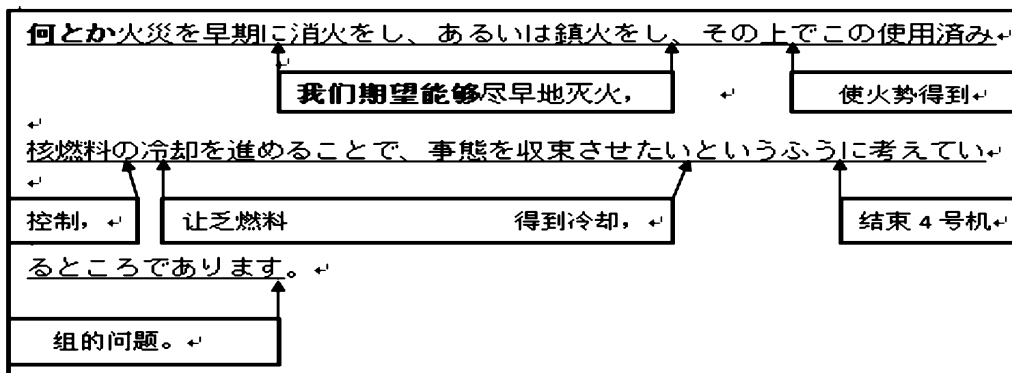 何とか火災を早期に消火をし、あるいは鎮火をし、その上でこの使用済み
我们期望能够尽早地灭火,
使火势得到
核燃料の冷却を進めることで、事態を収束させたいというふうに考えてい
控制, 让乏燃料 得到冷却, 结束 4 号机
るところであります。
组的问题。